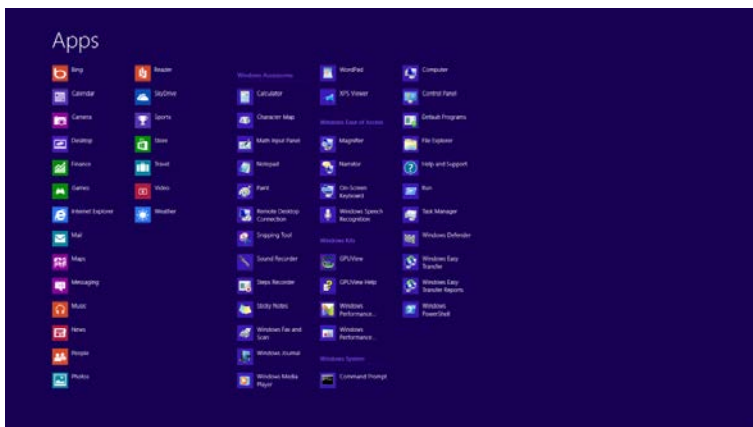 Apps
Bing
Calendar
Camera
Desktop
Finance
Games
Internet Explorer
Mail
Maps
Messaging
Music
News
People
Photos
Reader
SkyDrive
Sports
Store
Travel
Video
Weather
Windows Accessories
Calculator
Character Map
Math Input Panel
Notepad
Paint
Remote Desktop
Connection
Snipping Tool
Sound Recorder
Steps Recorder
Sticky Notes
Windows Fax and
Scan
Windows Journal
Windows Media
Player
WordPad
XPS Viewer
Windows Ease of Access
Magnifier
Narrator
On-Screen
Keyboard
Windows Speech
Recognition
Windows Kits
GPUView
GPUView Help
Windows
Performance...
Windows
Performance...
Windows System
Command Prompt
Computer
Control Panel
Default Programs
File Explorer
Help and Support
Run
Task Manager
Windows Defender
Windows Easy
Transfer
Windows Easy
Transfer Reports
Windows
PowerShell